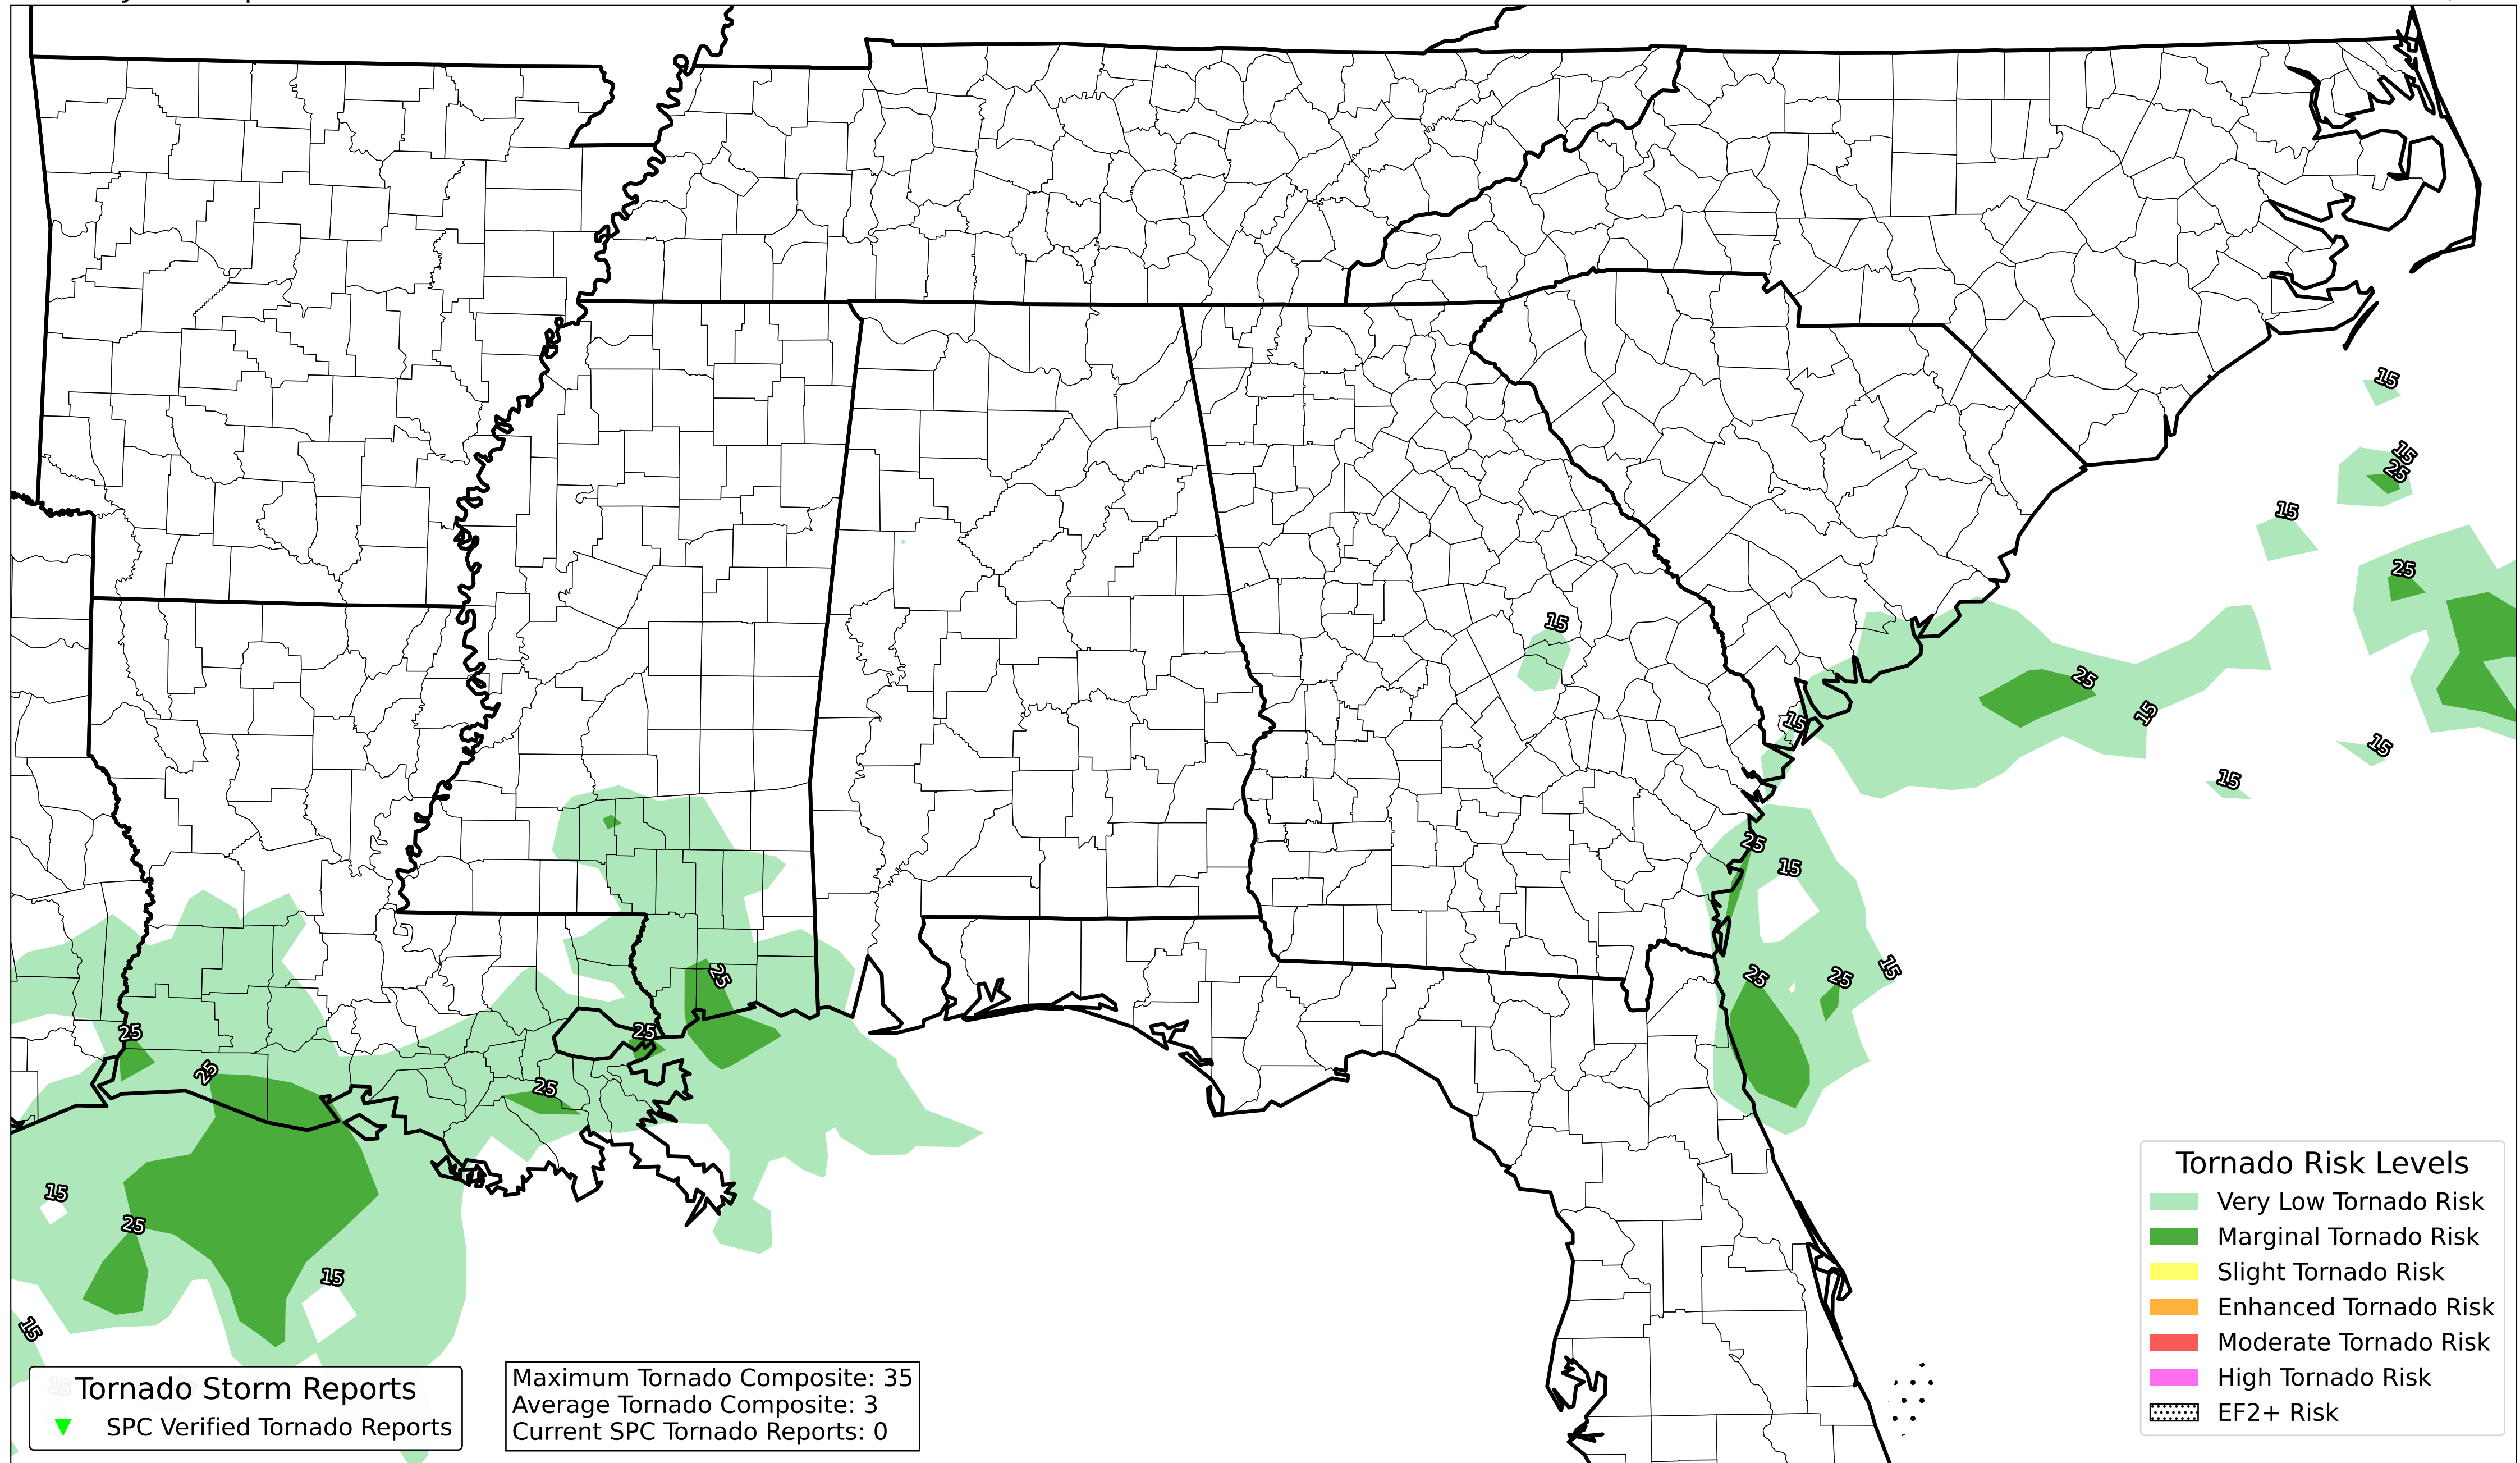 15
15
25
15
25
15
25
15
15
15
15
25
15
25
25
25
15
25
25
25
25
15
25
15
15
15
Tornado Risk Levels
Very Low Tornado Risk
Marginal Tornado Risk
Slight Tornado Risk
Enhanced Tornado Risk
Moderate Tornado Risk
High Tornado Risk
EF2+ Risk
Tornado Storm Reports
SPC Verified Tornado Reports
Maximum Tornado Composite: 35
Average Tornado Composite: 3
Current SPC Tornado Reports: 0